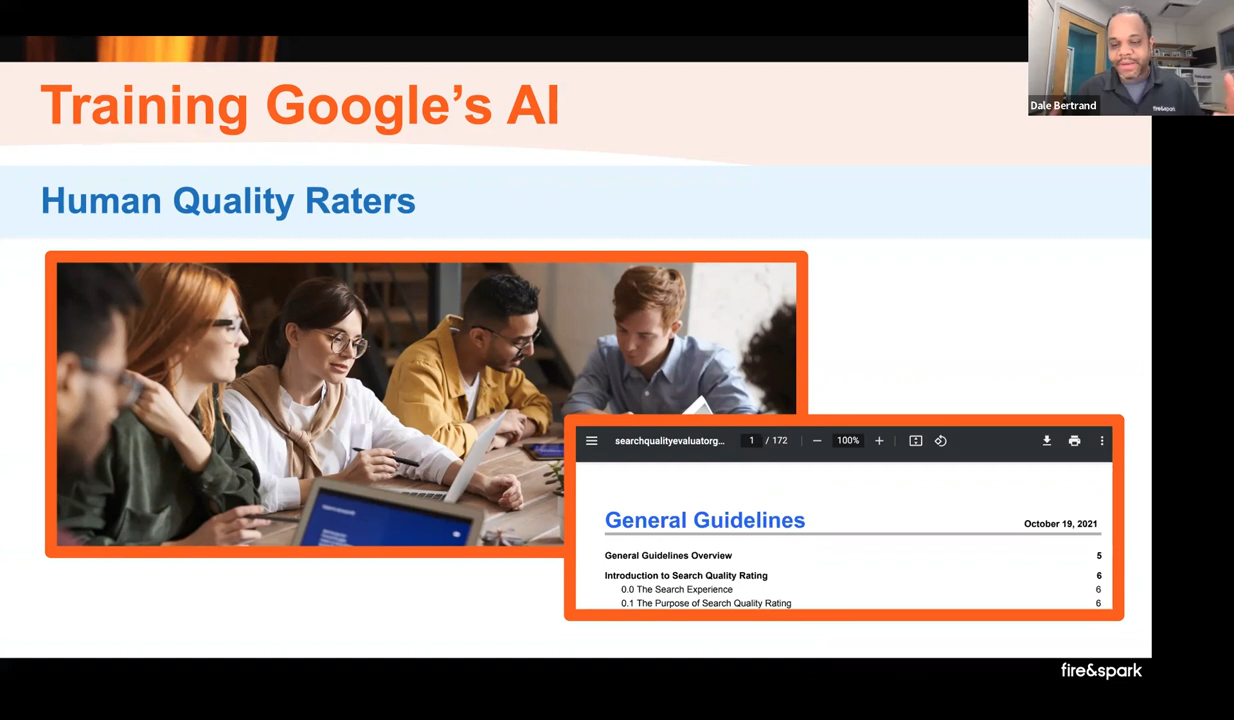 Training Google's AI
Dale Bertrand
fire&spark
Human Quality Raters
searchqualityevaluatorg... 1 / 172 100%
General Guidelines October 19, 2021
General Guidelines Overview 5
Introduction to Search Quality Rating 6
0.0 The Search Experience 6
0.1 The Purpose of Search Quality Rating 6
fire&spark